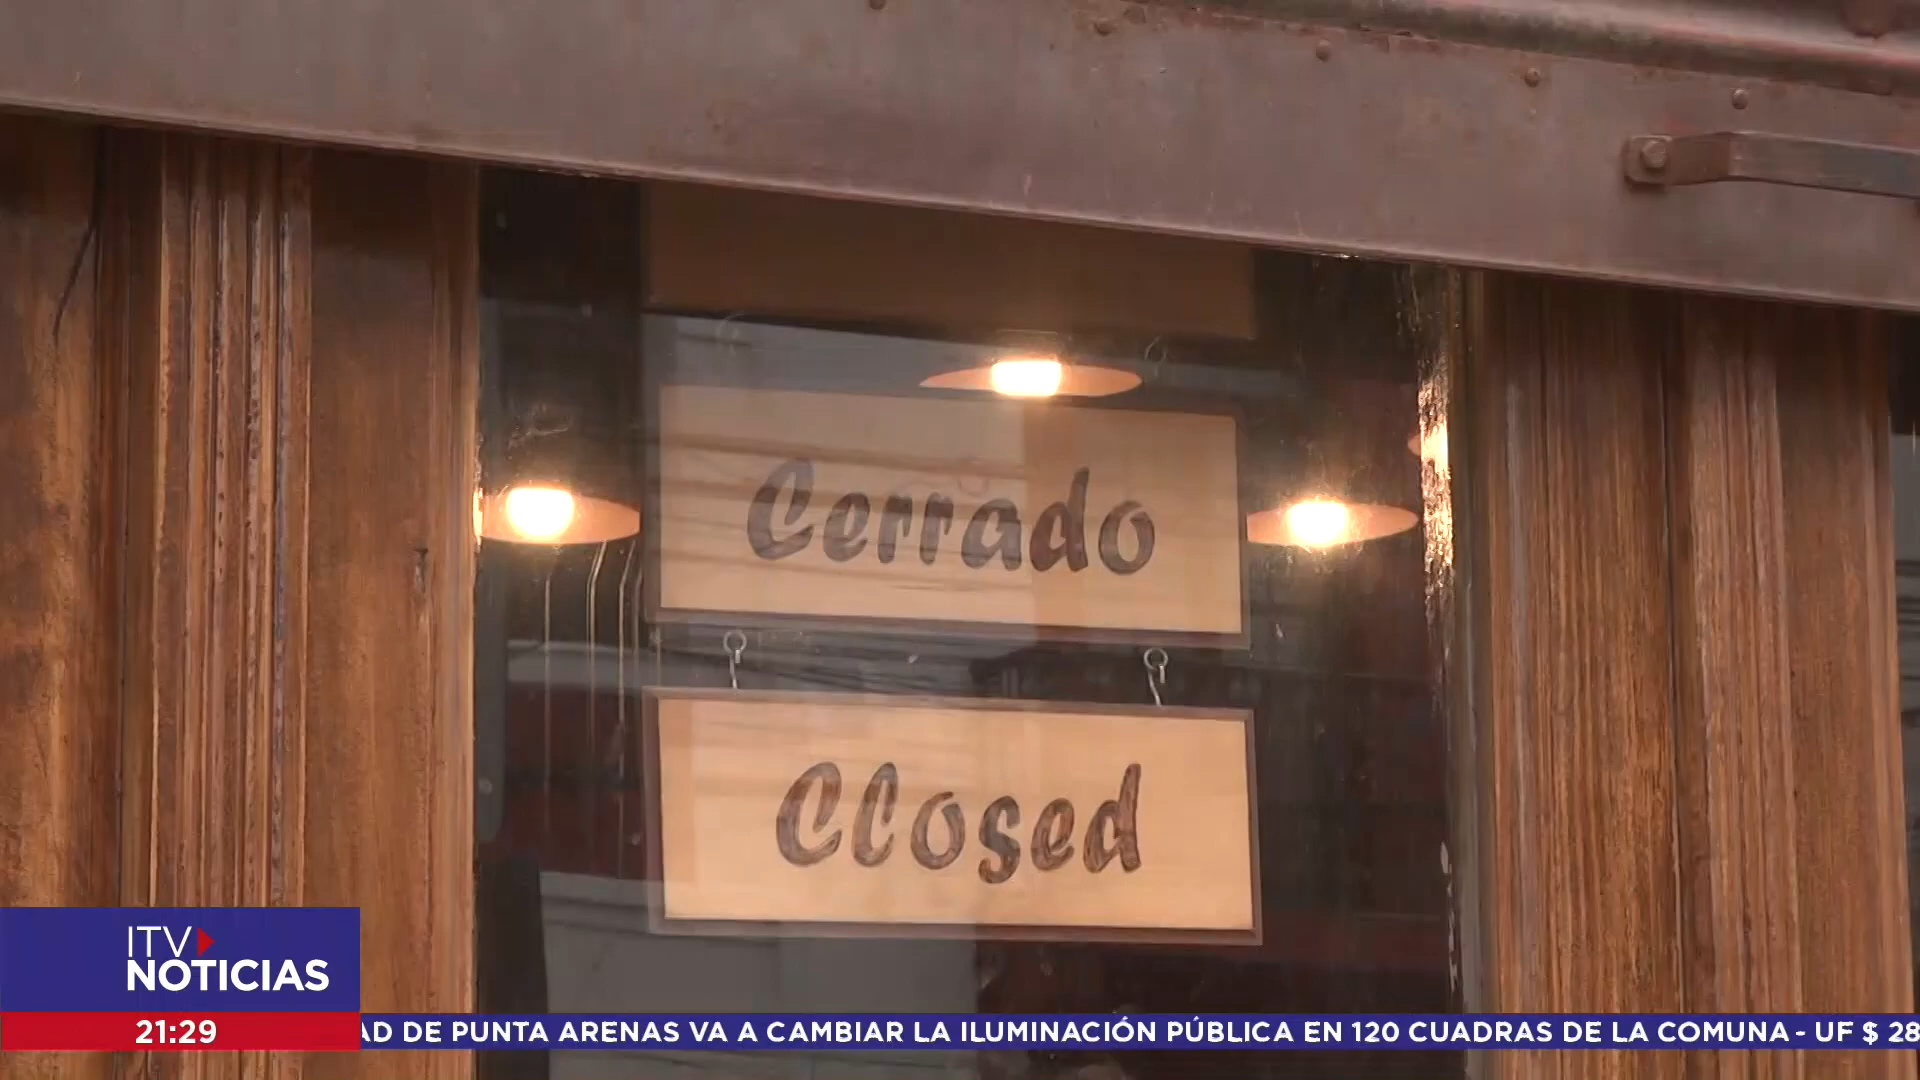 Cerrado
Closed
ITV
NOTICIAS
21:29
AD DE PUNTA ARENAS VA A CAMBIAR LA ILUMINACIÓN PÚBLICA EN 120 CUADRAS DE LA COMUNA - UF $ 28